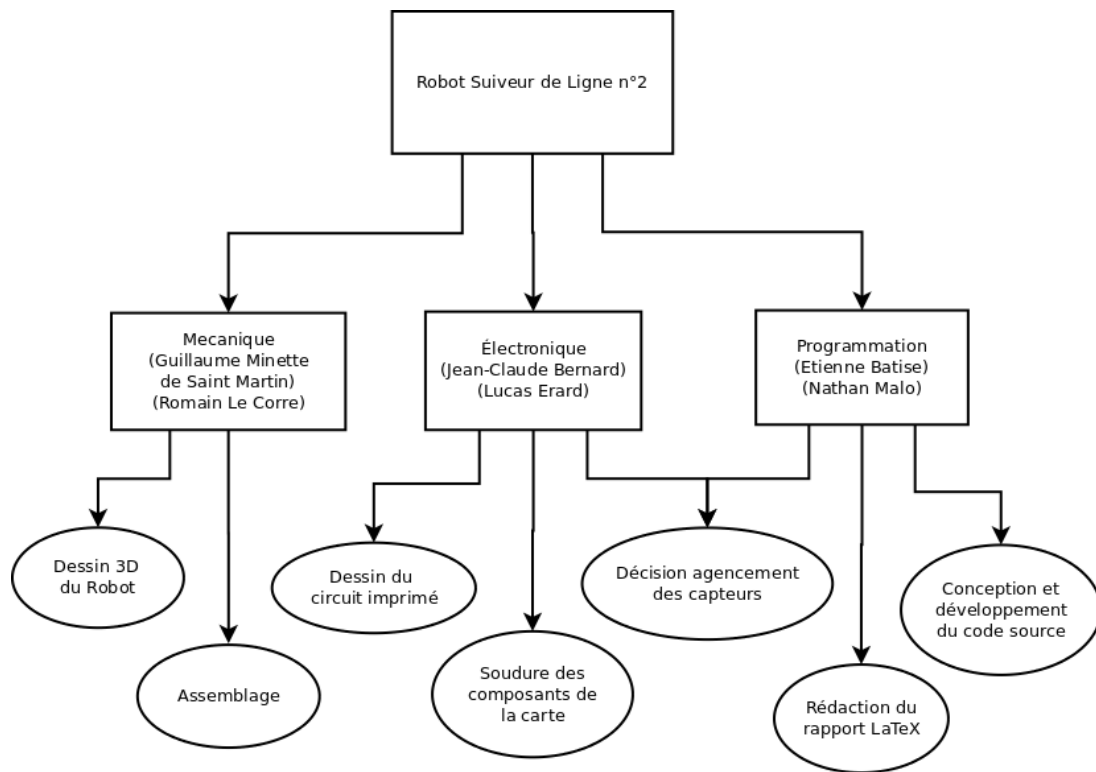 Robot Suiveur de Ligne n°2
Mecanique
(Guillaume Minette
de Saint Martin)
(Romain Le Corre)
Électronique
(Jean-Claude Bernard)
(Lucas Erard)
Programmation
(Etienne Batise)
(Nathan Malo)
Dessin 3D
du Robot
Dessin du
circuit imprimé
Décision agencement
des capteurs
Conception et
développement
du code source
Assemblage
Soudure des
composants de
la carte
Rédaction du
rapport LaTeX